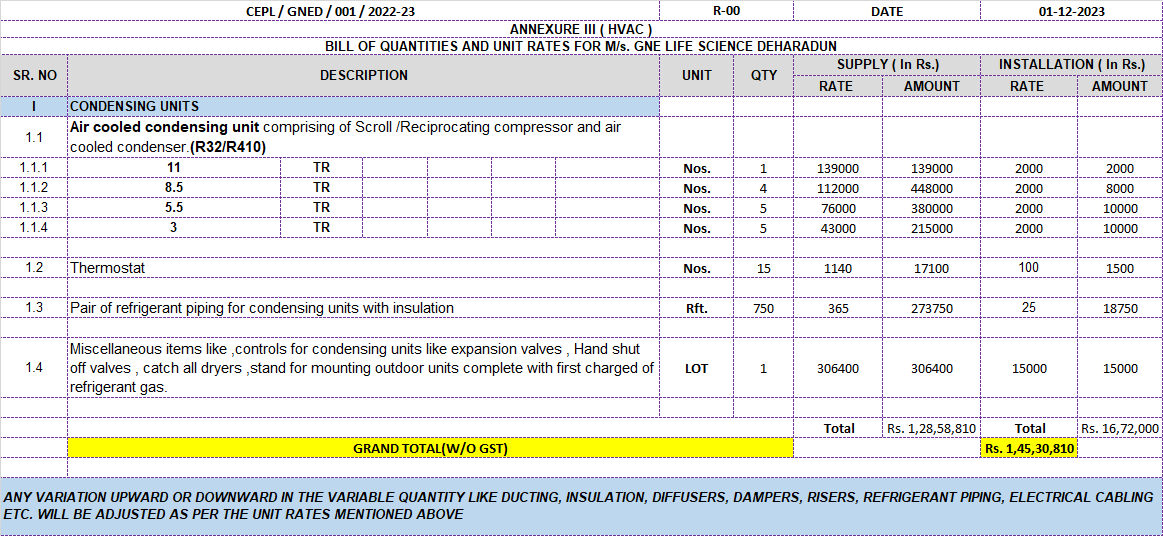 CEPL / GNED / 001 / 2022-23 R-00 DATE 01-12-2023
ANNEXURE III ( HVAC )
BILL OF QUANTITIES AND UNIT RATES FOR M/s. GNE LIFE SCIENCE DEHARADUN
SR. NO DESCRIPTION UNIT QTY SUPPLY ( In Rs.) INSTALLATION ( In Rs.)
RATE AMOUNT RATE AMOUNT
I CONDENSING UNITS
1.1 Air cooled condensing unit comprising of Scroll /Reciprocating compressor and air
cooled condenser.(R32/R410)
1.1.1 11 TR Nos. 1 139000 139000 2000 2000
1.1.2 8.5 TR Nos. 4 112000 448000 2000 8000
1.1.3 5.5 TR Nos. 5 76000 380000 2000 10000
1.1.4 3 TR Nos. 5 43000 215000 2000 10000
1.2 Thermostat Nos. 15 1140 17100 100 1500
1.3 Pair of refrigerant piping for condensing units with insulation Rft. 750 365 273750 25 18750
Miscellaneous items like ,controls for condensing units like expansion valves , Hand shut
1.4 off valves , catch all dryers ,stand for mounting outdoor units complete with first charged of LOT 1 306400 306400 15000 15000
refrigerant gas.
Total Rs. 1,28,58,810 Total Rs. 16,72,000
GRAND TOTAL(W/O GST) Rs. 1,45,30,810
ANY VARIATION UPWARD OR DOWNWARD IN THE VARIABLE QUANTITY LIKE DUCTING, INSULATION, DIFFUSERS, DAMPERS, RISERS, REFRIGERANT PIPING, ELECTRICAL CABLING
ETC. WILL BE ADJUSTED AS PER THE UNIT RATES MENTIONED ABOVE